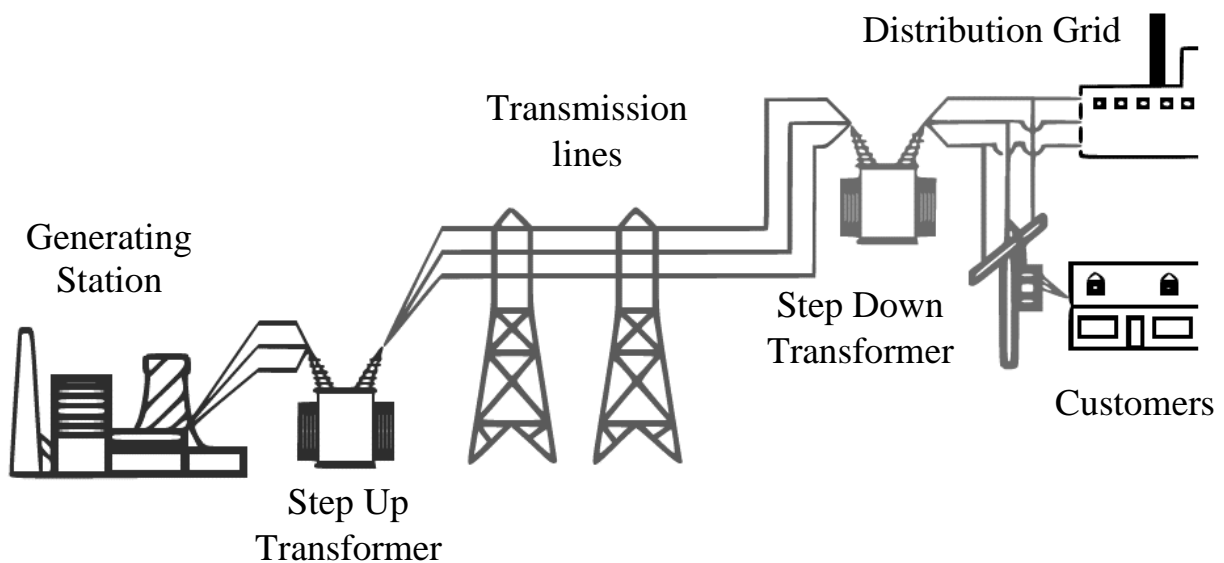 Distribution Grid
Transmission
lines
Generating
Station
Step Down
Transformer
Customers
Step Up
Transformer